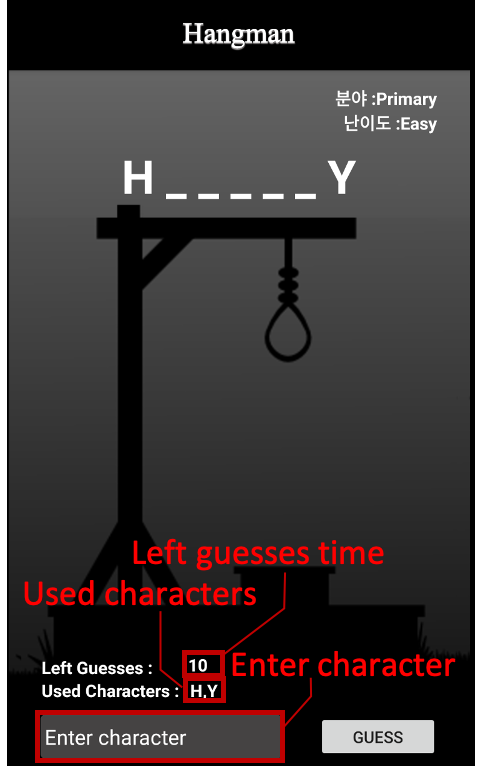 Hangman
분야 :Primary
난이도 :Easy
H _ _ _ _ _ Y
Left guesses time
Used characters
Enter character
Left Guesses : 10
Used Characters : H,Y
Enter character GUESS